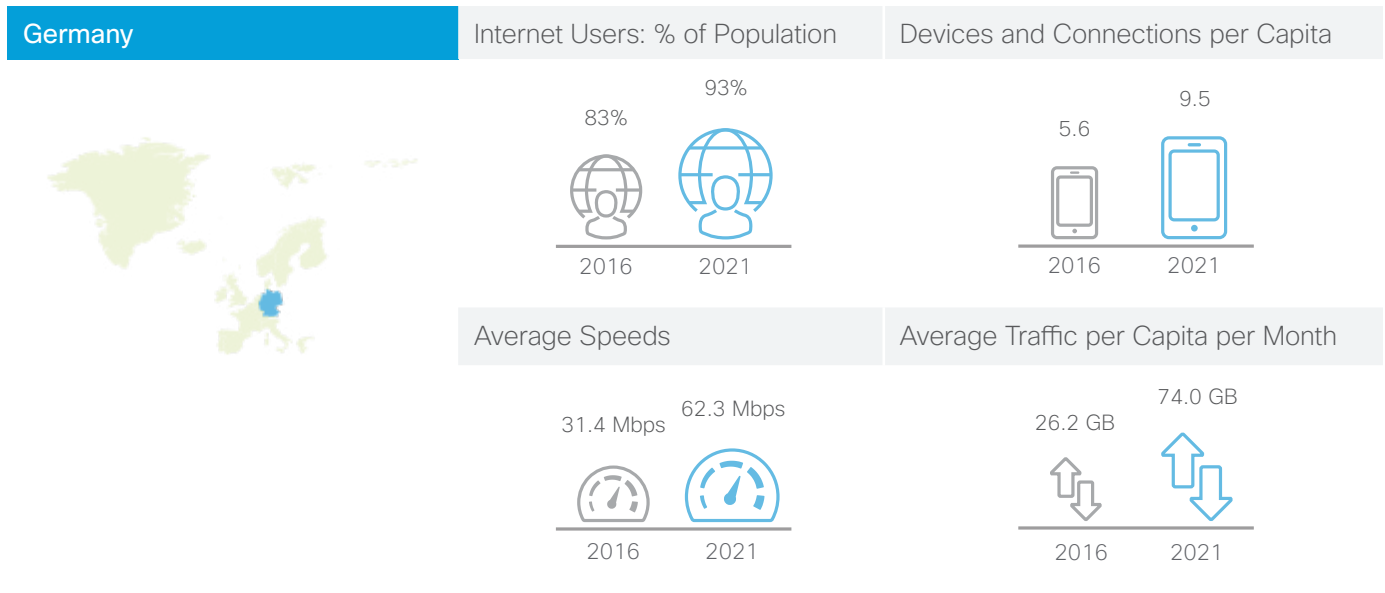 Germany
Internet Users: % of Population
83%
93%
2016
2021
Devices and Connections per Capita
5.6
9.5
2016
2021
Average Speeds
31.4 Mbps
62.3 Mbps
2016
2021
Average Traffic per Capita per Month
26.2 GB
74.0 GB
2016
2021